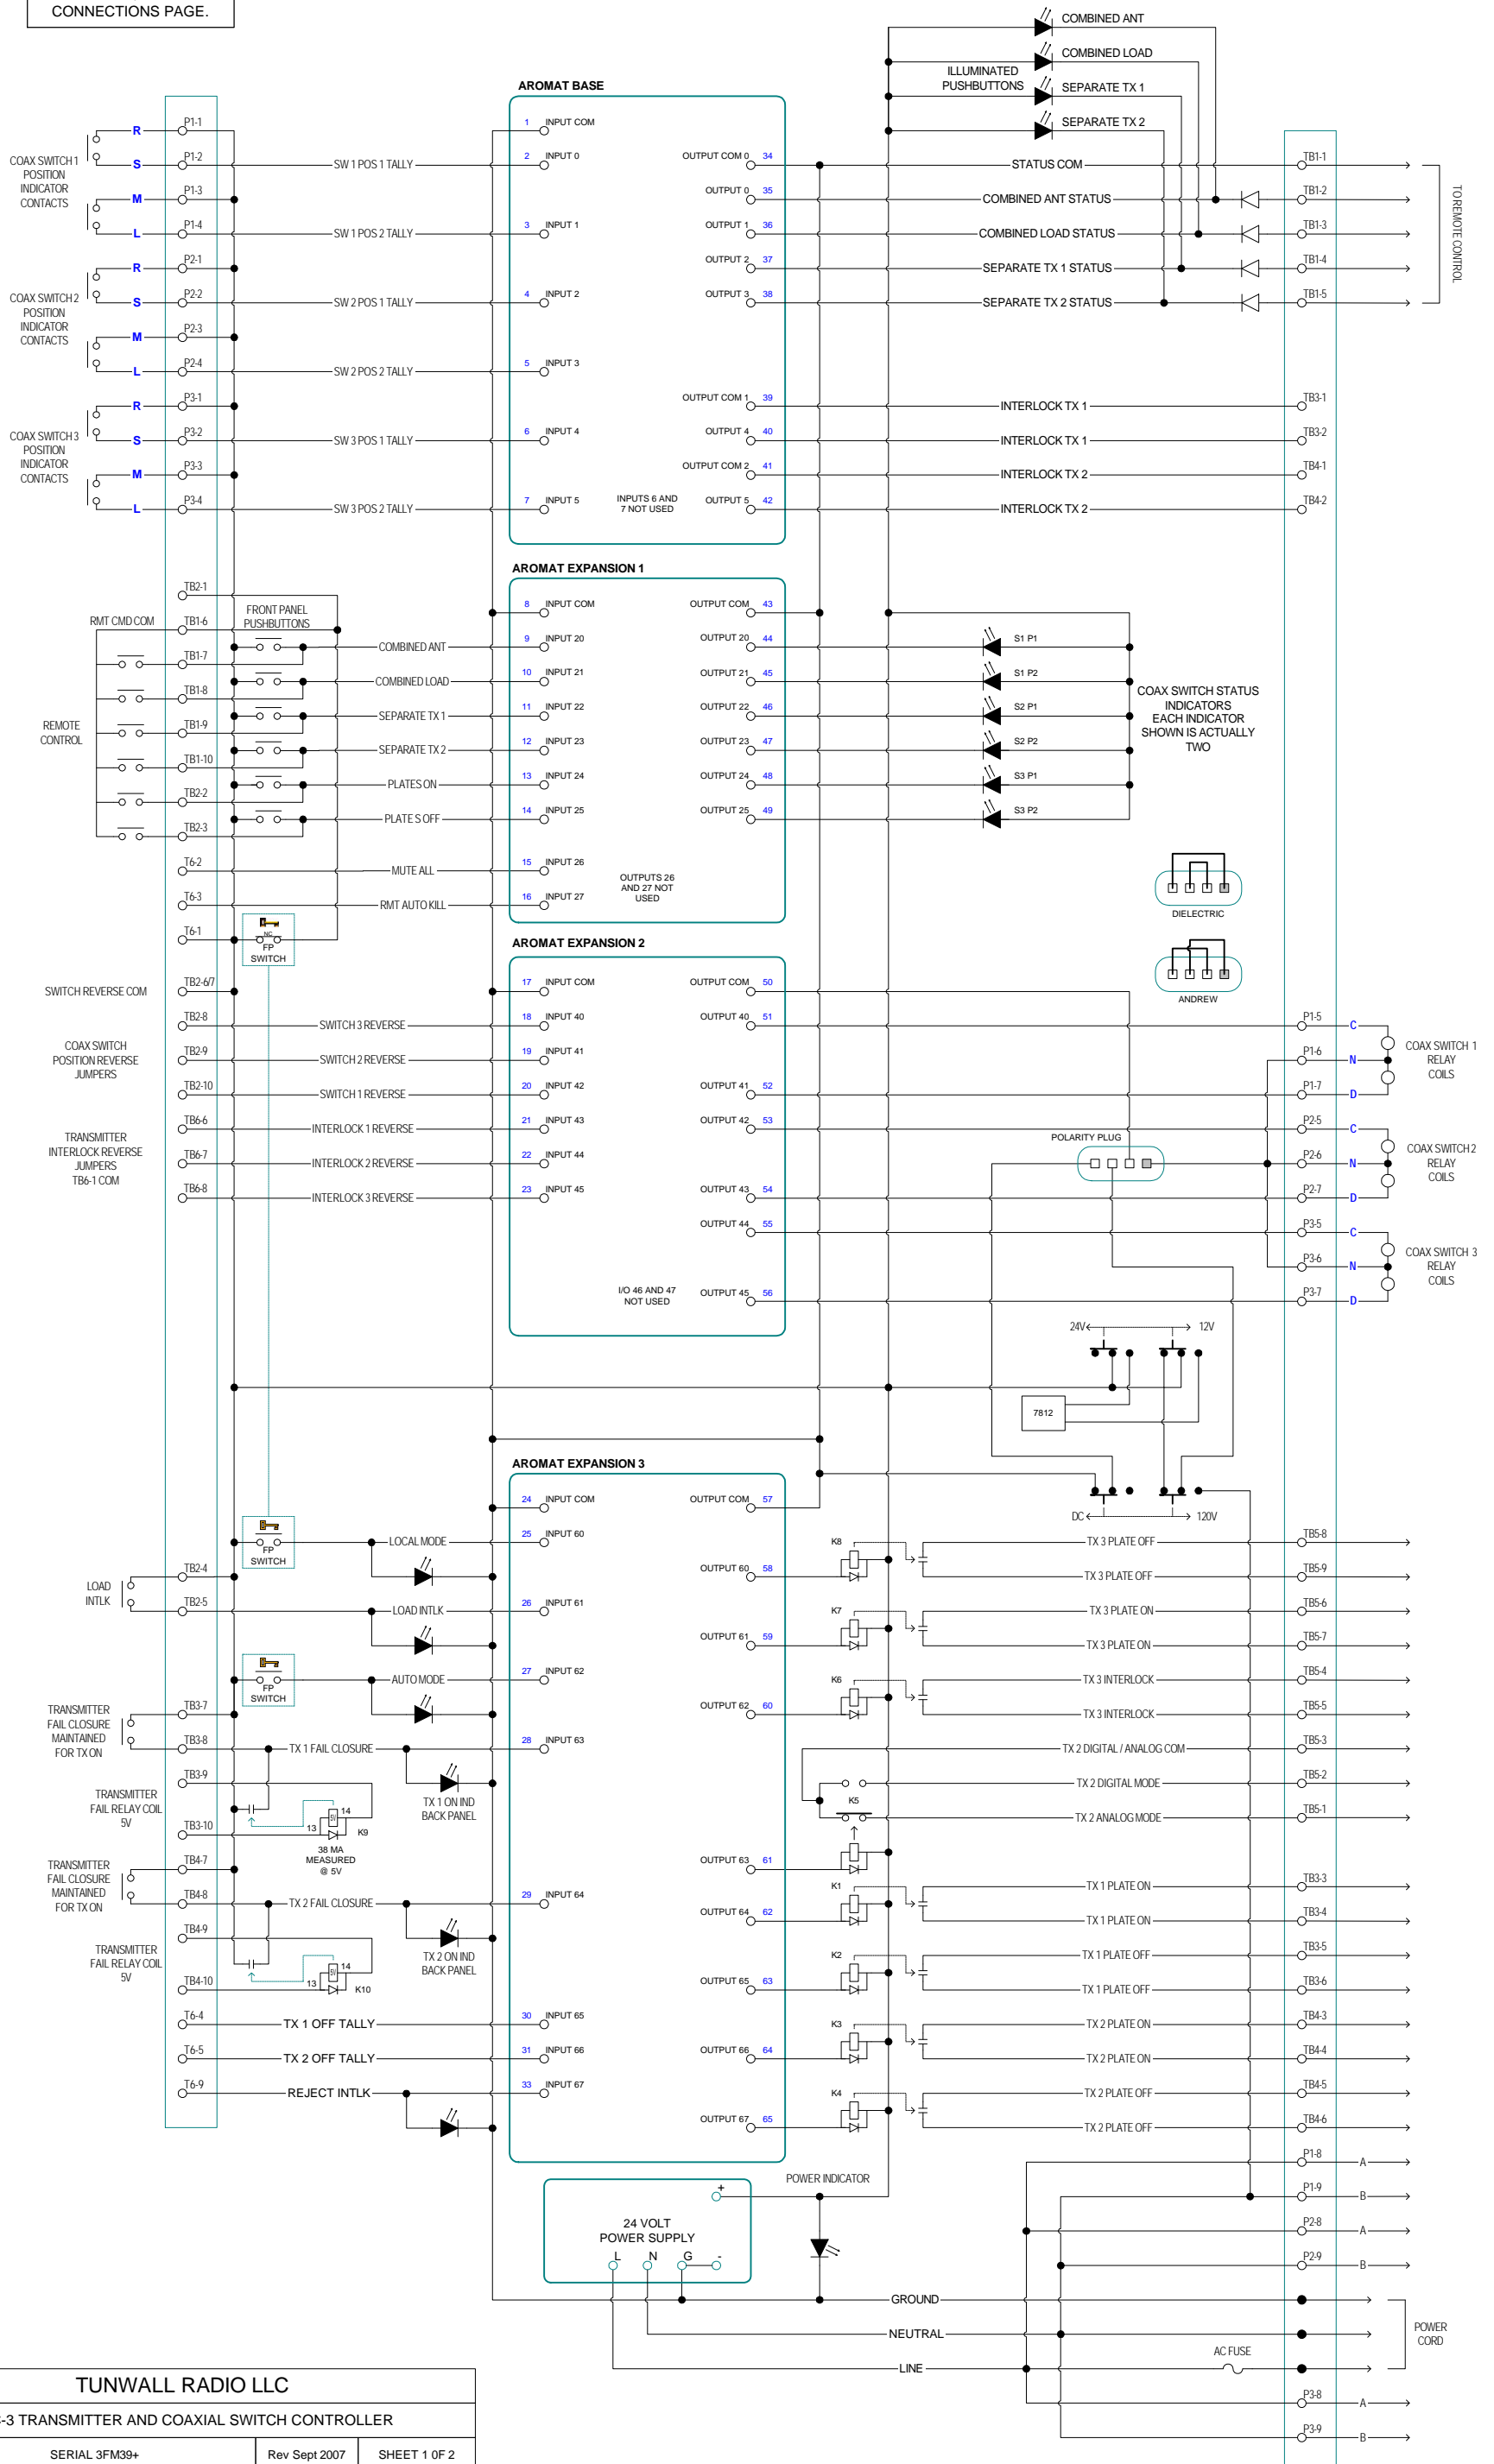 CONNECTIONS PAGE.
COMBINED ANT
COMBINED LOAD
ILLUMINATED
PUSHBUTTONS
SEPARATE TX 1
SEPARATE TX 2
AROMAT BASE
COAX SWITCH 1
POSITION
INDICATOR
CONTACTS
R P1-1
S P1-2
M P1-3
L P1-4
COAX SWITCH 2
POSITION
INDICATOR
CONTACTS
R P2-1
S P2-2
M P2-3
L P2-4
COAX SWITCH 3
POSITION
INDICATOR
CONTACTS
R P3-1
S P3-2
M P3-3
L P3-4
SW 1 POS 1 TALLY
SW 1 POS 2 TALLY
SW 2 POS 1 TALLY
SW 2 POS 2 TALLY
SW 3 POS 1 TALLY
SW 3 POS 2 TALLY
1 INPUT COM
2 INPUT 0
3 INPUT 1
4 INPUT 2
5 INPUT 3
6 INPUT 4
7 INPUT 5
INPUTS 6 AND
7 NOT USED
OUTPUT COM 0 34
OUTPUT 0 35
OUTPUT 1 36
OUTPUT 2 37
OUTPUT 3 38
OUTPUT COM 1 39
OUTPUT 4 40
OUTPUT COM 2 41
OUTPUT 5 42
STATUS COM TB1-1
COMBINED ANT STATUS TB1-2
COMBINED LOAD STATUS TB1-3
SEPARATE TX 1 STATUS TB1-4
SEPARATE TX 2 STATUS TB1-5
TO REMOTE CONTROL
INTERLOCK TX 1 TB3-1
INTERLOCK TX 1 TB3-2
INTERLOCK TX 2 TB4-1
INTERLOCK TX 2 TB4-2
AROMAT EXPANSION 1
TB2-1
RMT CMD COM TB1-6
TB1-7
TB1-8
TB1-9
TB1-10
TB2-2
TB2-3
REMOTE
CONTROL
T6-2
T6-3
T6-1
FRONT PANEL
PUSHBUTTONS
COMBINED ANT
COMBINED LOAD
SEPARATE TX 1
SEPARATE TX 2
PLATES ON
PLATE S OFF
MUTE ALL
RMT AUTO KILL
NC
FP
SWITCH
8 INPUT COM
9 INPUT 20
10 INPUT 21
11 INPUT 22
12 INPUT 23
13 INPUT 24
14 INPUT 25
15 INPUT 26
16 INPUT 27
OUTPUTS 26
AND 27 NOT
USED
OUTPUT COM 43
OUTPUT 20 44
OUTPUT 21 45
OUTPUT 22 46
OUTPUT 23 47
OUTPUT 24 48
OUTPUT 25 49
S1 P1
S1 P2
S2 P1
S2 P2
S3 P1
S3 P2
COAX SWITCH STATUS
INDICATORS
EACH INDICATOR
SHOWN IS ACTUALLY
TWO
DIELECTRIC
ANDREW
AROMAT EXPANSION 2
SWITCH REVERSE COM TB2-6/7
COAX SWITCH
POSITION REVERSE
JUMPERS
TB2-8 SWITCH 3 REVERSE
TB2-9 SWITCH 2 REVERSE
TB2-10 SWITCH 1 REVERSE
TRANSMITTER
INTERLOCK REVERSE
JUMPERS
TB6-1 COM
TB6-6 INTERLOCK 1 REVERSE
TB6-7 INTERLOCK 2 REVERSE
TB6-8 INTERLOCK 3 REVERSE
17 INPUT COM
18 INPUT 40
19 INPUT 41
20 INPUT 42
21 INPUT 43
22 INPUT 44
23 INPUT 45
I/O 46 AND 47
NOT USED
OUTPUT COM 50
OUTPUT 40 51
OUTPUT 41 52
OUTPUT 42 53
OUTPUT 43 54
OUTPUT 44 55
OUTPUT 45 56
POLARITY PLUG
P1-5 C
P1-6 N
P1-7 D
COAX SWITCH 1
RELAY
COILS
P2-5 C
P2-6 N
P2-7 D
COAX SWITCH 2
RELAY
COILS
P3-5 C
P3-6 N
P3-7 D
COAX SWITCH 3
RELAY
COILS
24V 12V
7812
DC 120V
AROMAT EXPANSION 3
FP
SWITCH
LOCAL MODE
LOAD
INTLK
TB2-4
TB2-5
LOAD INTLK
FP
SWITCH
AUTO MODE
TRANSMITTER
FAIL CLOSURE
MAINTAINED
FOR TX ON
TB3-7
TB3-8
TX 1 FAIL CLOSURE
TX 1 ON IND
BACK PANEL
TRANSMITTER
FAIL RELAY COIL
5V
TB3-9
TB3-10
5V
14
13
K9
38 MA
MEASURED
@ 5V
TRANSMITTER
FAIL CLOSURE
MAINTAINED
FOR TX ON
TB4-7
TB4-8
TX 2 FAIL CLOSURE
TX 2 ON IND
BACK PANEL
TRANSMITTER
FAIL RELAY COIL
5V
TB4-9
TB4-10
5V
14
13
K10
T6-4 TX 1 OFF TALLY
T6-5 TX 2 OFF TALLY
T6-9 REJECT INTLK
24 INPUT COM
25 INPUT 60
26 INPUT 61
27 INPUT 62
28 INPUT 63
29 INPUT 64
30 INPUT 65
31 INPUT 66
33 INPUT 67
OUTPUT COM 57
OUTPUT 60 58
OUTPUT 61 59
OUTPUT 62 60
OUTPUT 63 61
OUTPUT 64 62
OUTPUT 65 63
OUTPUT 66 64
OUTPUT 67 65
K8
TX 3 PLATE OFF TB5-8
TX 3 PLATE OFF TB5-9
K7
TX 3 PLATE ON TB5-6
TX 3 PLATE ON TB5-7
K6
TX 3 INTERLOCK TB5-4
TX 3 INTERLOCK TB5-5
TX 2 DIGITAL / ANALOG COM TB5-3
TX 2 DIGITAL MODE TB5-2
K5
TX 2 ANALOG MODE TB5-1
K1
TX 1 PLATE ON TB3-3
TX 1 PLATE ON TB3-4
K2
TX 1 PLATE OFF TB3-5
TX 1 PLATE OFF TB3-6
K3
TX 2 PLATE ON TB4-3
TX 2 PLATE ON TB4-4
K4
TX 2 PLATE OFF TB4-5
TX 2 PLATE OFF TB4-6
P1-8 A
P1-9 B
P2-8 A
P2-9 B
POWER INDICATOR
24 VOLT
POWER SUPPLY
+
L N G -
GROUND
NEUTRAL
LINE
AC FUSE
POWER
CORD
P3-8 A
P3-9 B
TUNWALL RADIO LLC
-3 TRANSMITTER AND COAXIAL SWITCH CONTROLLER
SERIAL 3FM39+ Rev Sept 2007 SHEET 1 0F 2